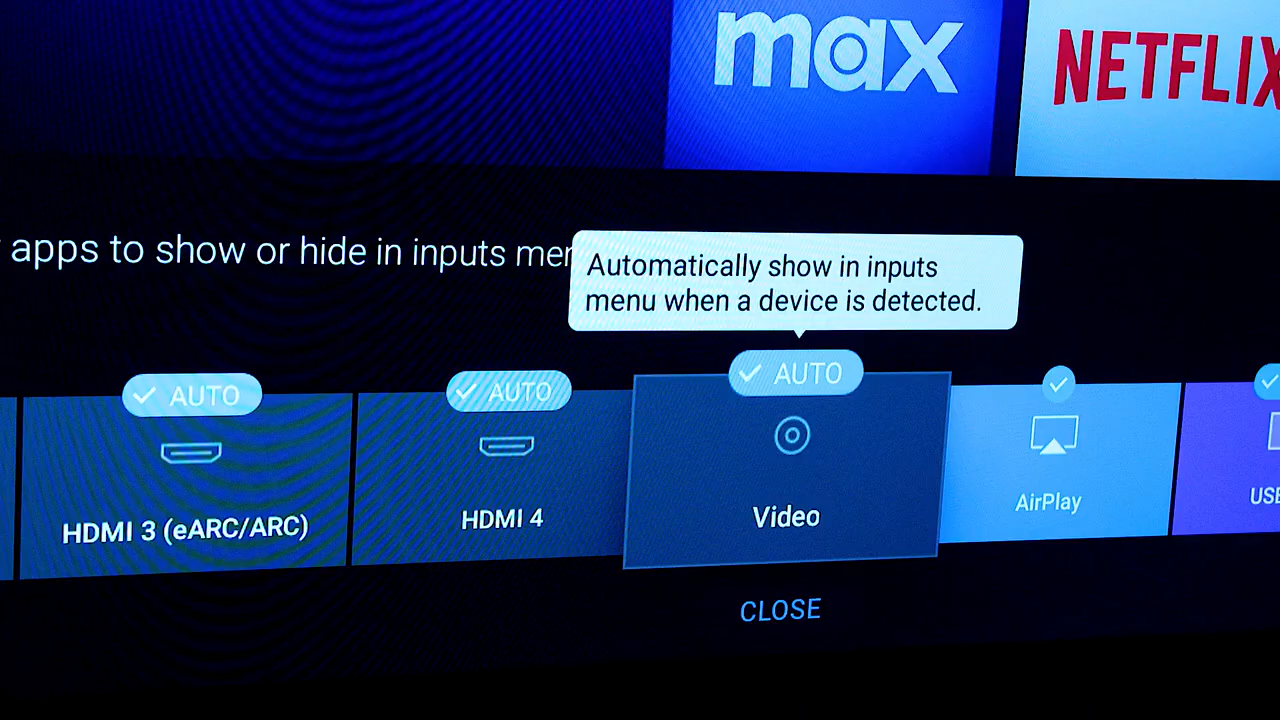 max
NETFLIX
apps to show or hide in inputs
Automatically show in inputs
menu when a device is detected.
AUTO
AUTO
AUTO
HDMI 3 (eARC/ARC)
HDMI 4
Video
AirPlay
USB
CLOSE